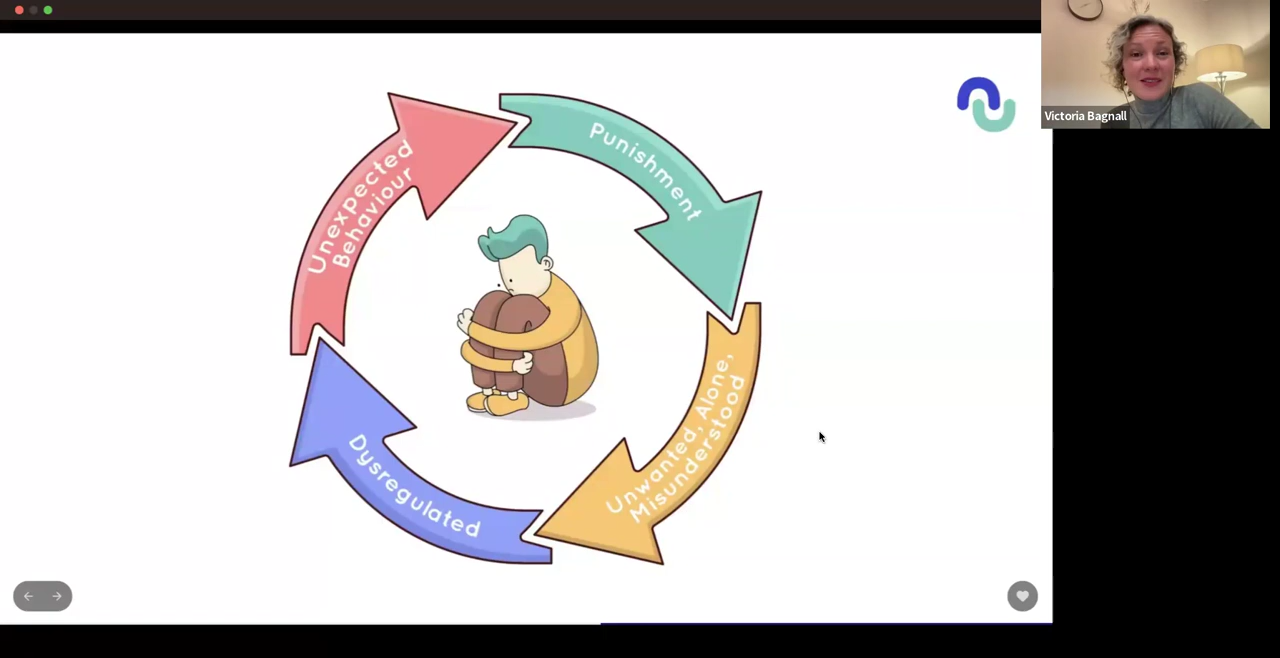 Victoria Bagnall
Unexpected
Behaviour
Punishment
Unwanted, Alone,
Misunderstood
Dysregulated